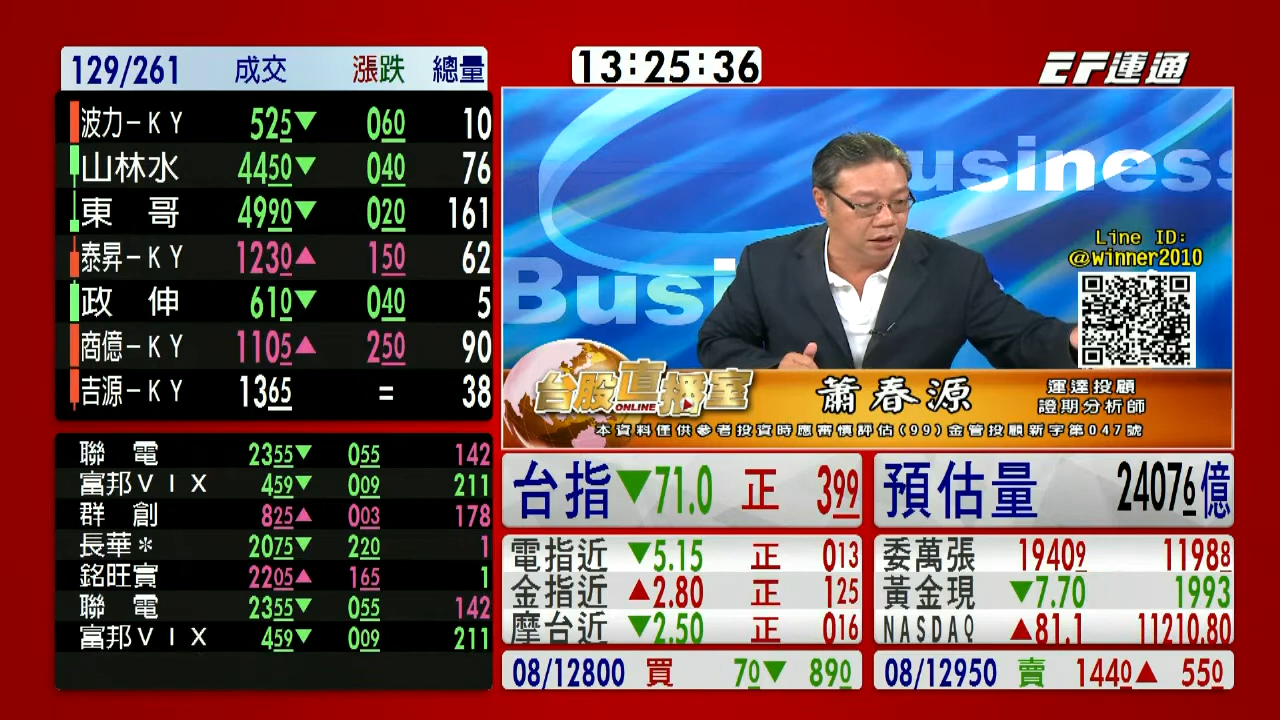 129/261 成交 漲跌 總量
波力－KY 525▼ 060 10
山林水 4450▼ 040 76
東 哥 4990▼ 020 161
泰昇－KY 1230▲ 150 62
政 伸 610▼ 040 5
商億－KY 1105▲ 250 90
吉源－KY 1365 = 38
聯 電 2355▼ 055 142
富邦ＶＩＸ 459▼ 009 211
群 創 825▲ 003 178
長華* 2075▼ 220 1
銘旺實 2205▲ 165 1
聯 電 2355▼ 055 142
富邦ＶＩＸ 459▼ 009 211
13:25:36
EF運通
Business
Busi
Line ID:
@winner2010
台股直播室
ONLINE
蕭春源
運達投顧
證期分析師
本資料僅供參考投資時應審慎評估(99)金管投顧新字第047號
台指▼71.0 正 399
預估量 24076億
電指近 ▼5.15 正 013
金指近 ▲2.80 正 125
摩台近 ▼2.50 正 016
委萬張 19409 11988
黃金現 ▼7.70 1993
NASDAQ ▲81.1 11210.80
08/12800 買 70▼ 890
08/12950 賣 1440▲ 550